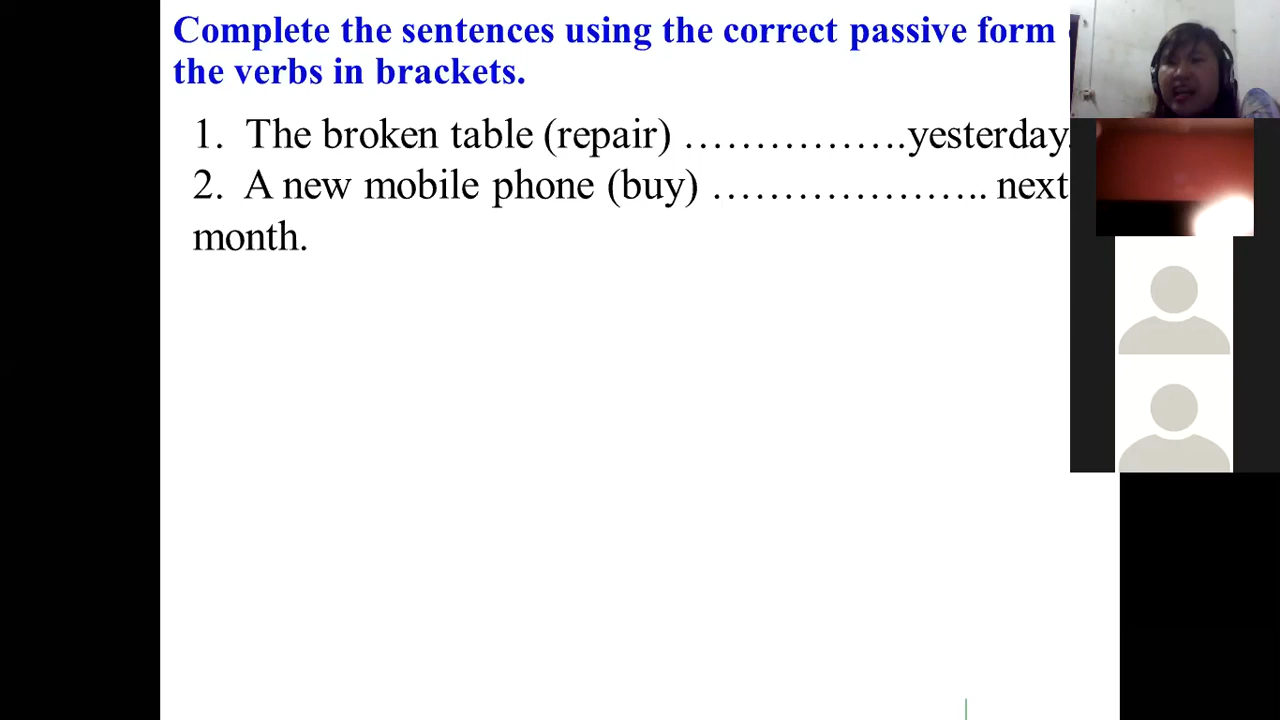 Complete the sentences using the correct passive form
the verbs in brackets.
1. The broken table (repair) …………….yesterday.
2. A new mobile phone (buy) ……………….. next
month.